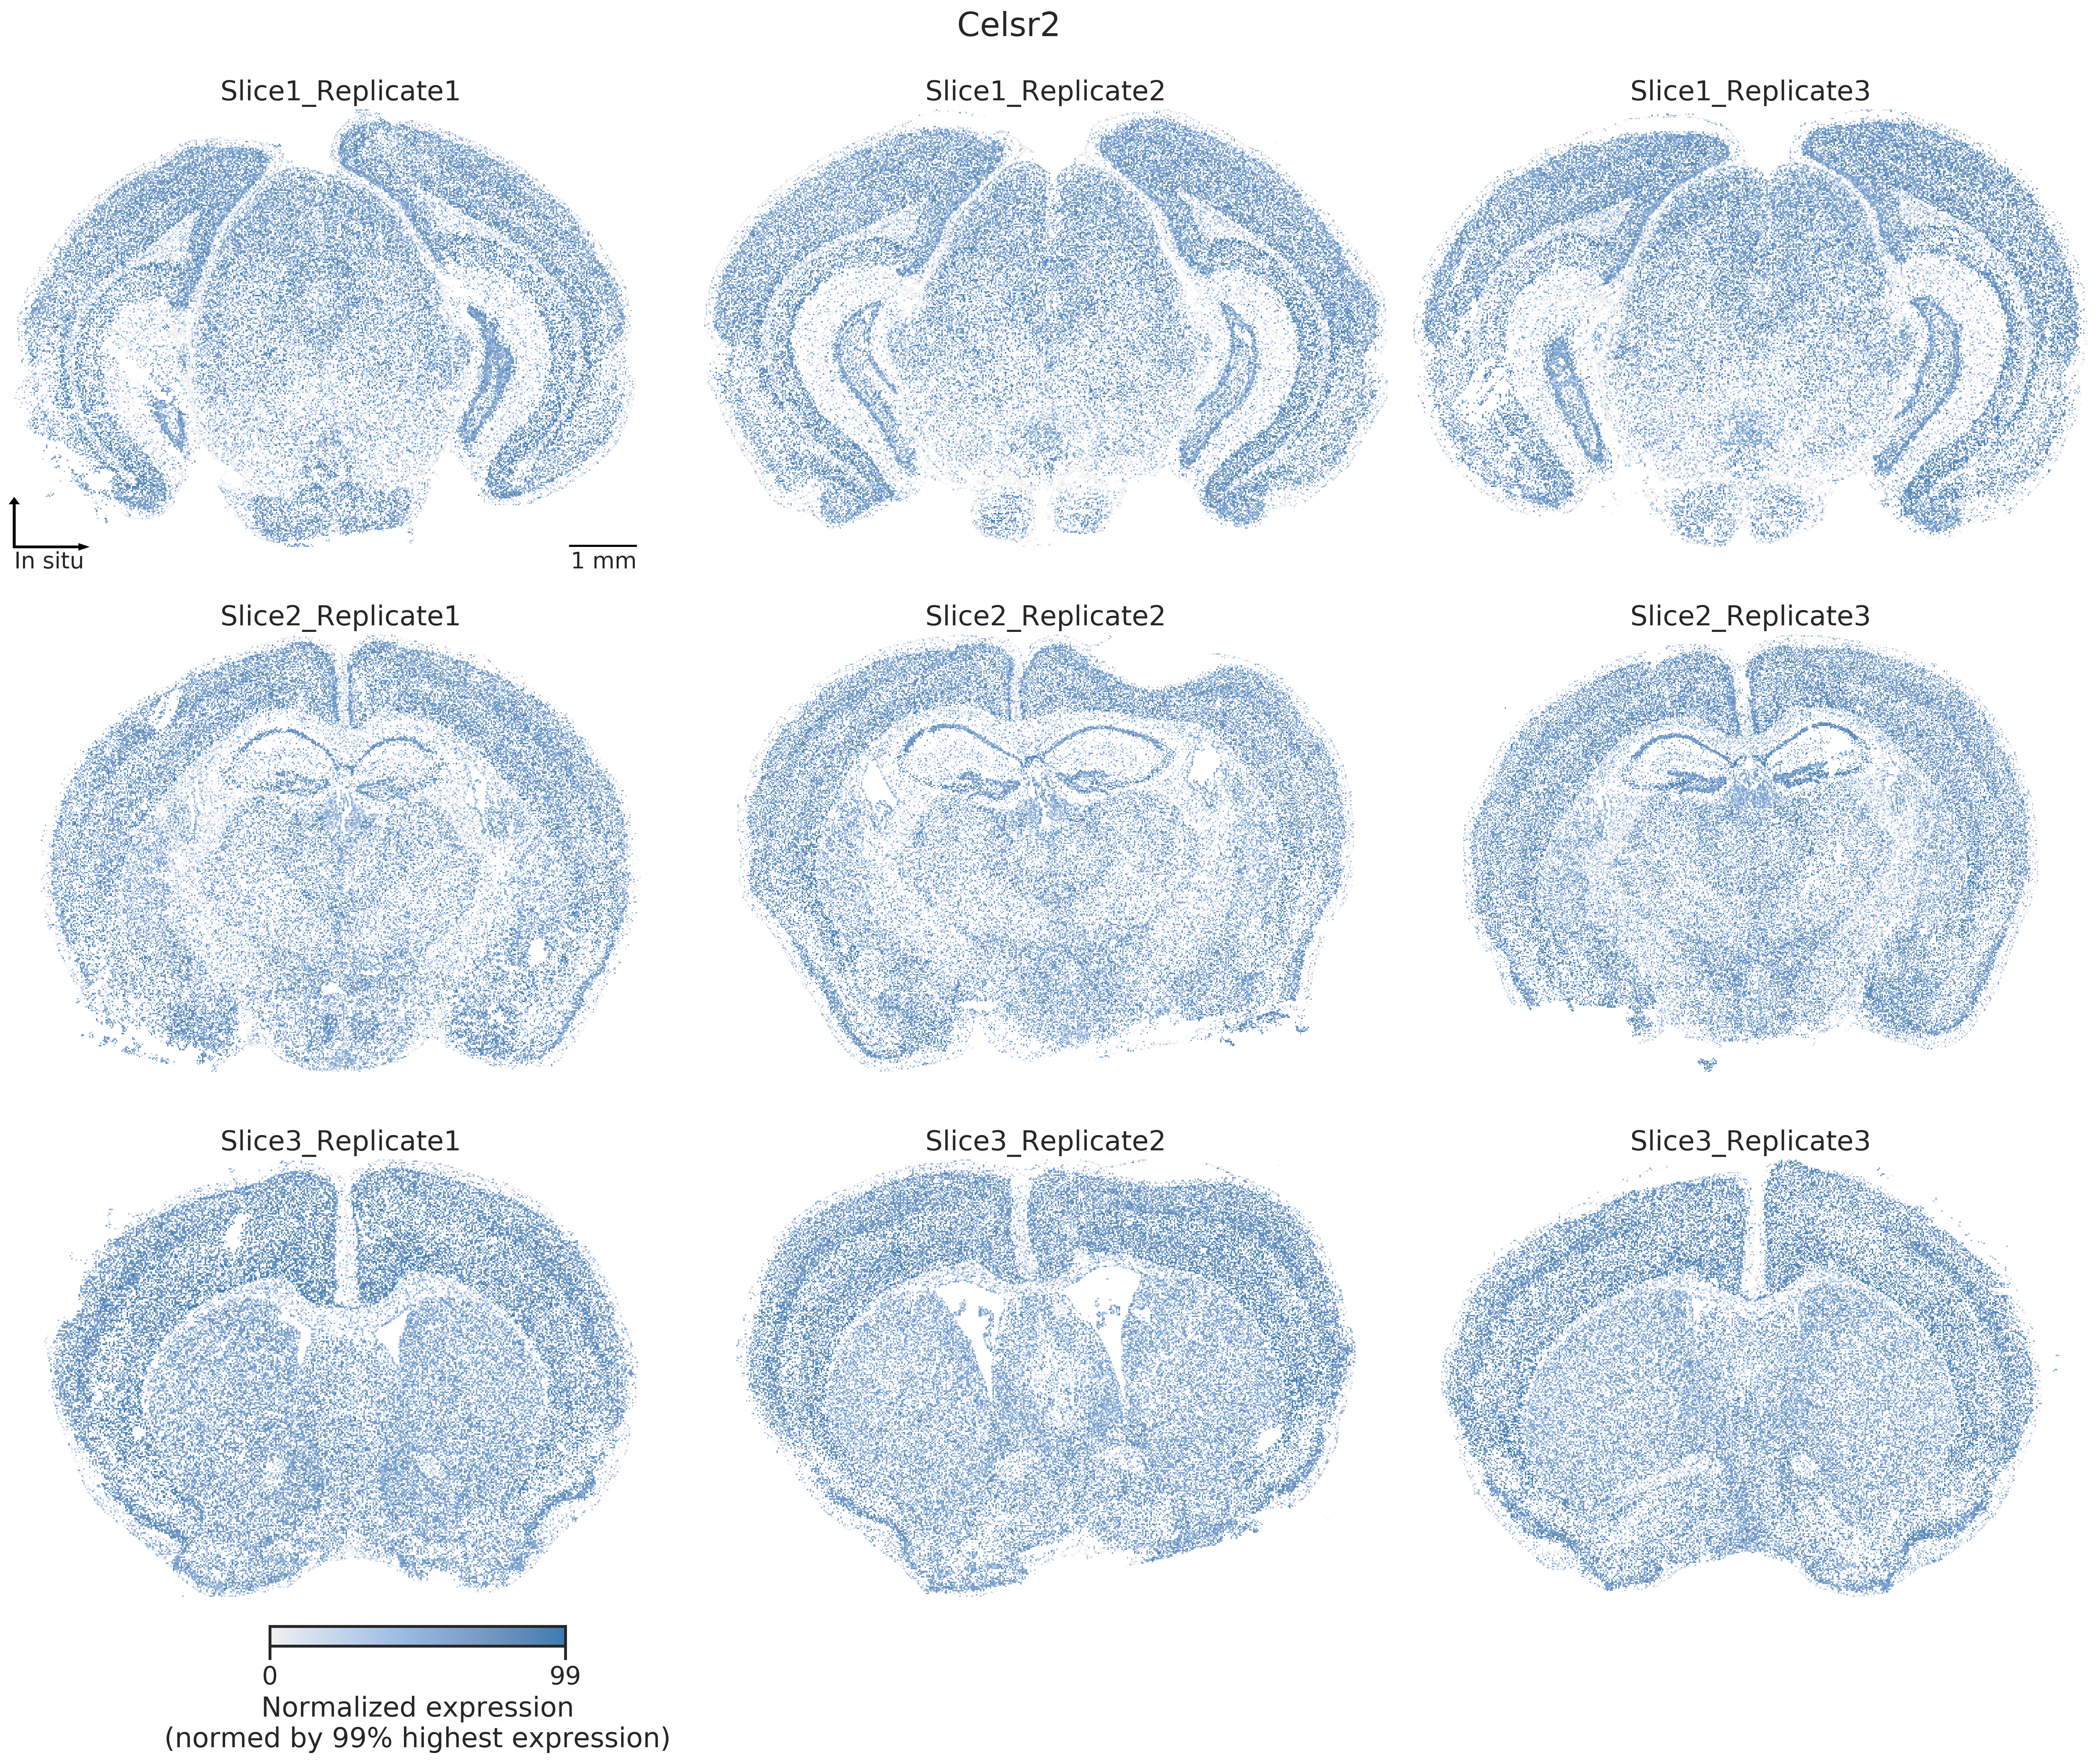 Celsr2
Slice1_Replicate1
Slice1_Replicate2
Slice1_Replicate3
In situ
1 mm
Slice2_Replicate1
Slice2_Replicate2
Slice2_Replicate3
Slice3_Replicate1
Slice3_Replicate2
Slice3_Replicate3
0
99
Normalized expression
(normed by 99% highest expression)